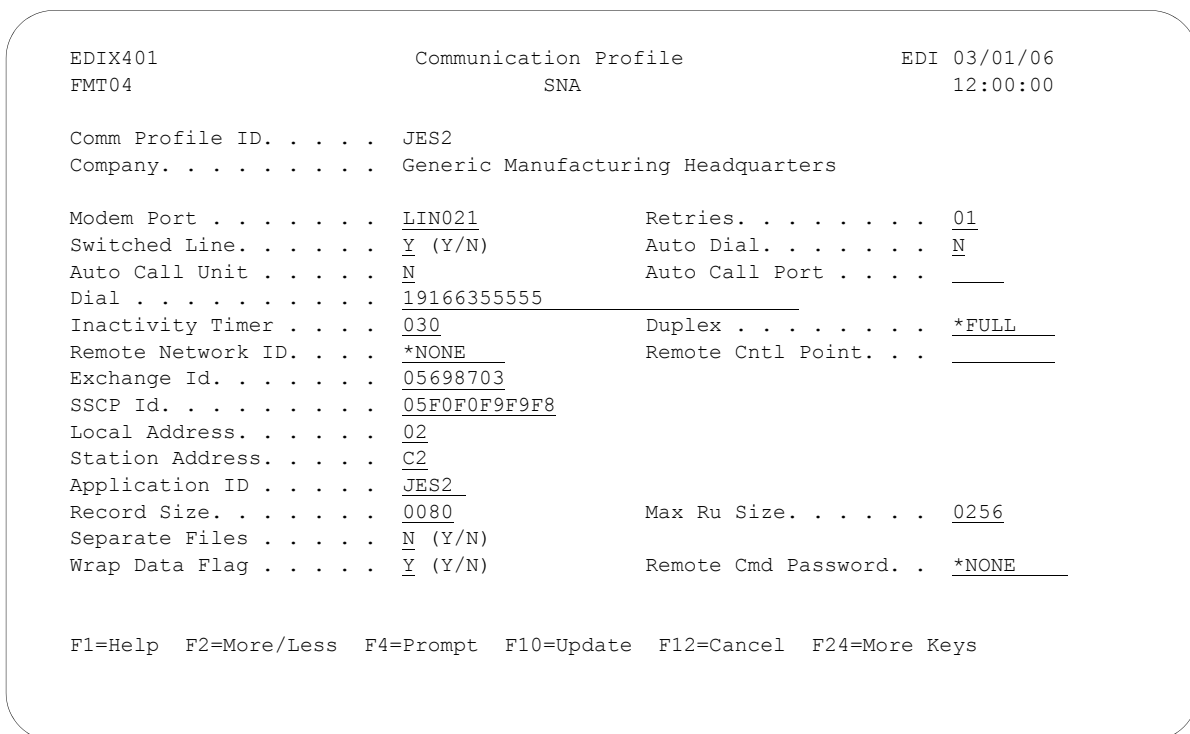 EDIX401 Communication Profile EDI 03/01/06
FMT04 SNA 12:00:00
Comm Profile ID. . . . . JES2
Company. . . . . . . . . Generic Manufacturing Headquarters
Modem Port . . . . . . . LIN021 Retries. . . . . . . . 01
Switched Line. . . . . . Y (Y/N) Auto Dial. . . . . . . N
Auto Call Unit . . . . . N Auto Call Port . . . .
Dial . . . . . . . . . . 19166355555
Inactivity Timer . . . . 030 Duplex . . . . . . . . *FULL
Remote Network ID. . . . *NONE Remote Cntl Point. . .
Exchange Id. . . . . . . 05698703
SSCP Id. . . . . . . . . 05F0F0F9F9F8
Local Address. . . . . . 02
Station Address. . . . . C2
Application ID . . . . . JES2
Record Size. . . . . . . 0080 Max Ru Size. . . . . . 0256
Separate Files . . . . . N (Y/N)
Wrap Data Flag . . . . . Y (Y/N) Remote Cmd Password. . *NONE
F1=Help F2=More/Less F4=Prompt F10=Update F12=Cancel F24=More Keys